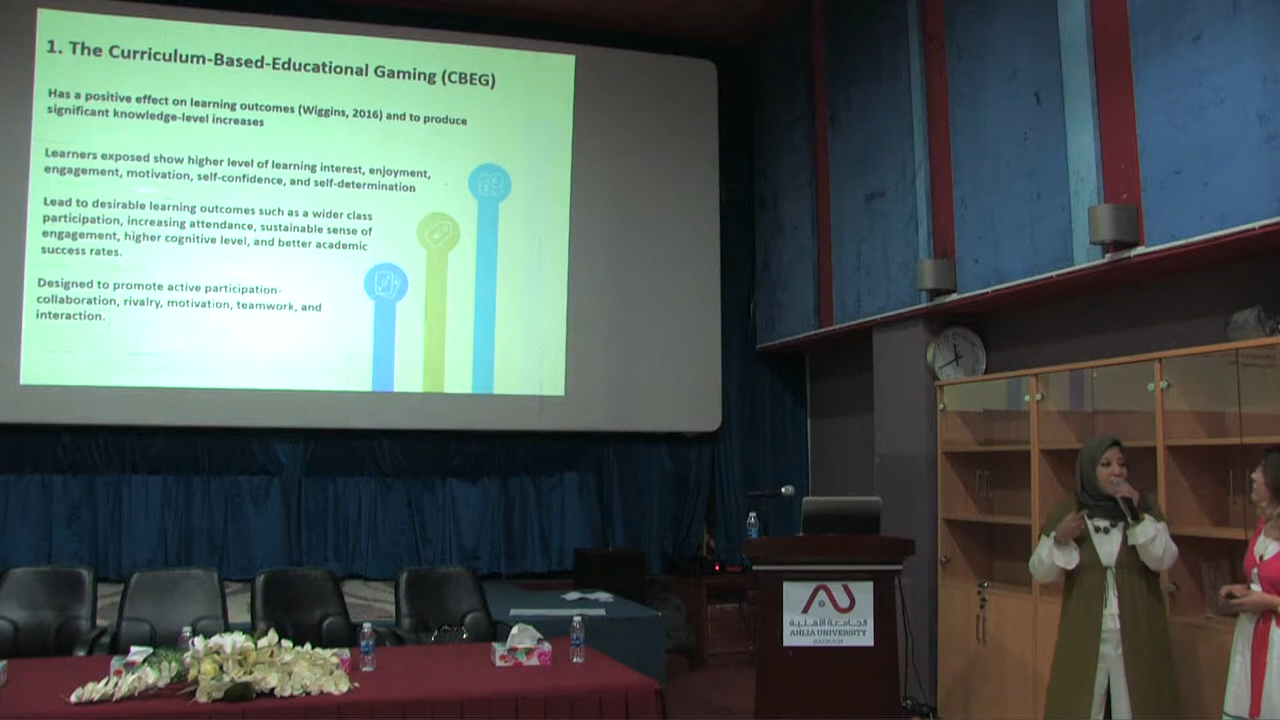 1. The Curriculum-Based-Educational Gaming (CBEG)
Has a positive effect on learning outcomes (Wiggins, 2016) and to produce
significant knowledge-level increases
Learners exposed show higher level of learning interest, enjoyment,
engagement, motivation, self-confidence, and self-determination
Lead to desirable learning outcomes such as a wider class
participation, increasing attendance, sustainable sense of
engagement, higher cognitive level, and better academic
success rates.
Designed to promote active participation-
collaboration, rivalry, motivation, teamwork, and
interaction.
الجامعة الأهلية
AHLIA UNIVERSITY
BAHRAIN